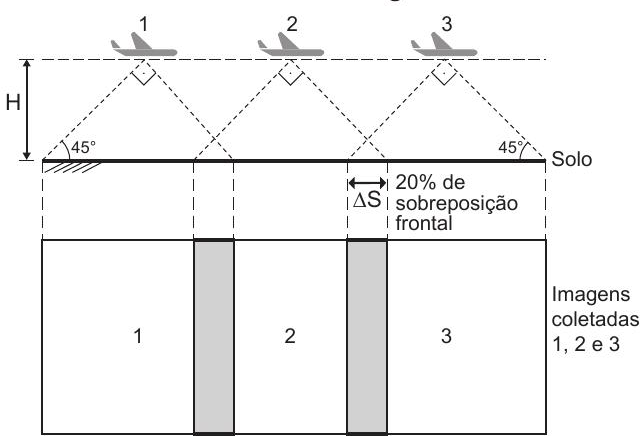 1 2 3
H
45° 45°
Solo
ΔS
20% de
sobreposição
frontal
1 2 3
Imagens
coletadas
1, 2 e 3